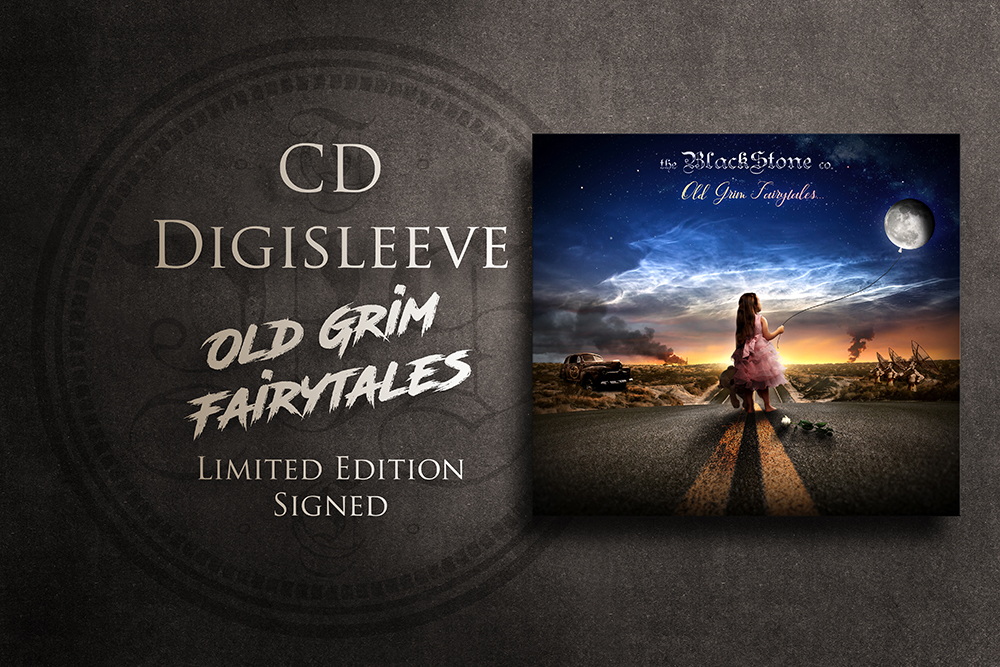 CD
Digisleeve
Old Grim
Fairytales
Limited Edition
Signed
the BlackStone co.
Old Grim Fairytales...